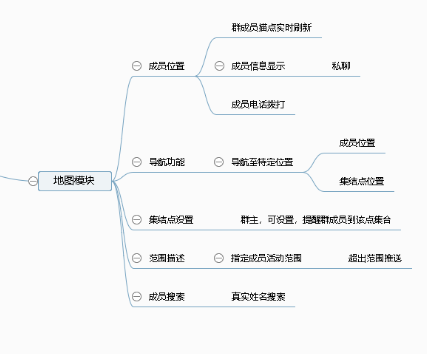 群成员描点实时刷新
成员位置
成员信息显示
私聊
成员电话拨打
成员位置
导航功能
导航至特定位置
集结点位置
地图模块
集结点设置
群主，可设置，提醒群成员到该点集合
范围描述
指定成员活动范围
超出范围推送
成员搜索
真实姓名搜索